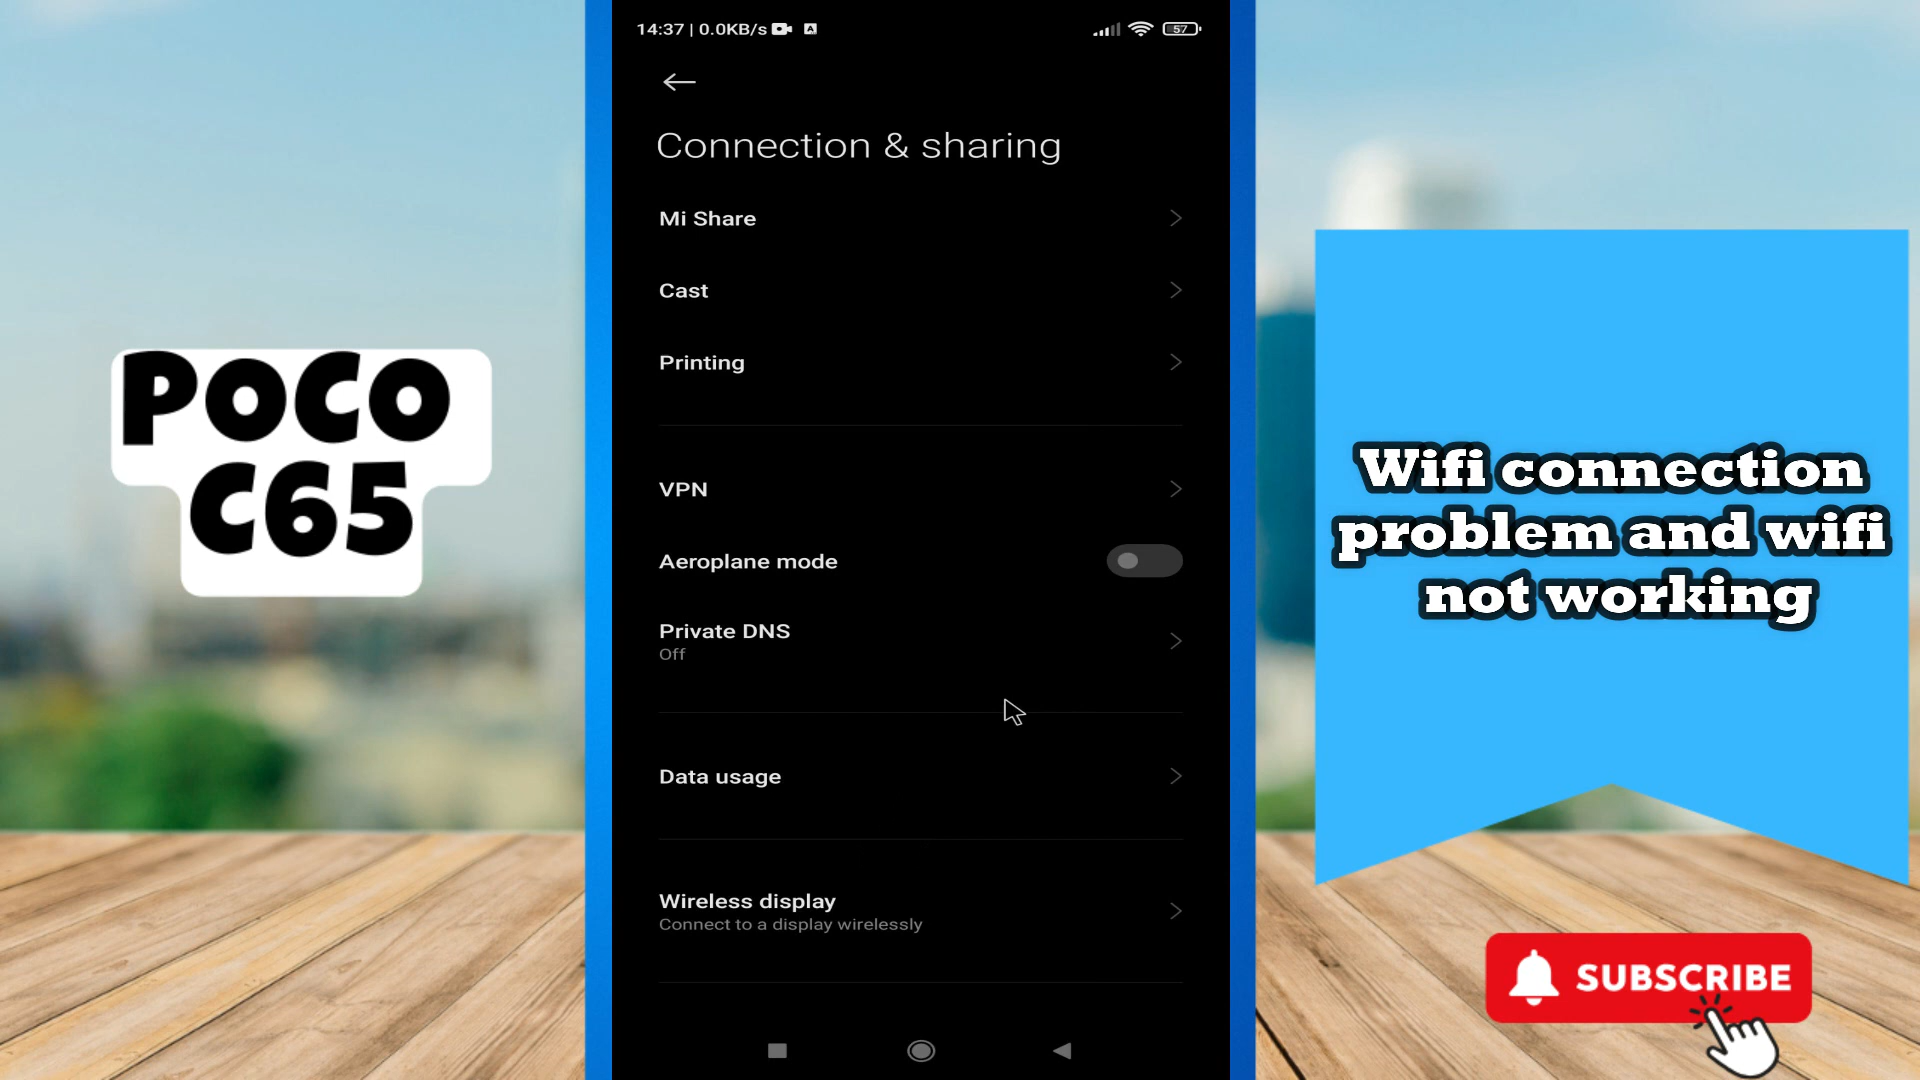 14:37 | 0.0KB/s
A
57
Connection & sharing
Mi Share
Cast
Printing
VPN
Aeroplane mode
Private DNS
Off
Data usage
Wireless display
Connect to a display wirelessly
POCO
C65
Wifi connection
problem and wifi
not working
SUBSCRIBE